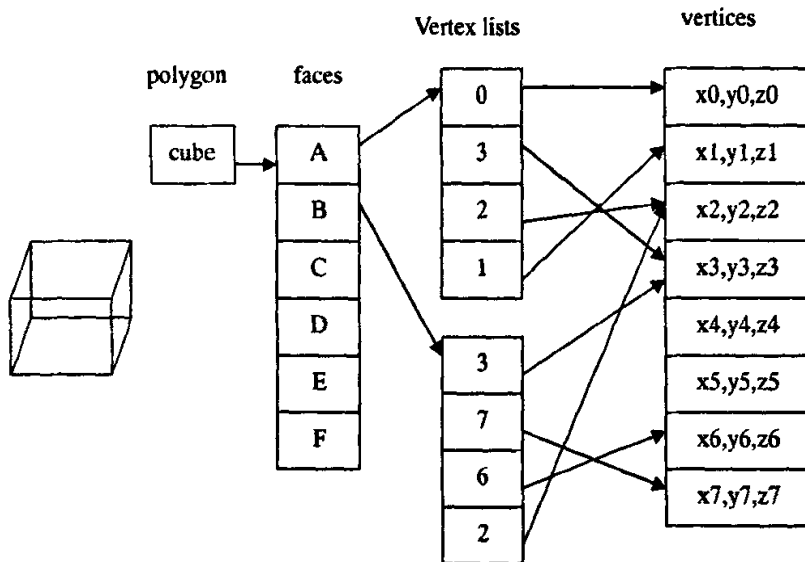 Vertex lists
vertices
polygon
faces
cube
A
B
C
D
E
F
0
3
2
1
3
7
6
2
x0,y0,z0
x1,y1,z1
x2,y2,z2
x3,y3,z3
x4,y4,z4
x5,y5,z5
x6,y6,z6
x7,y7,z7